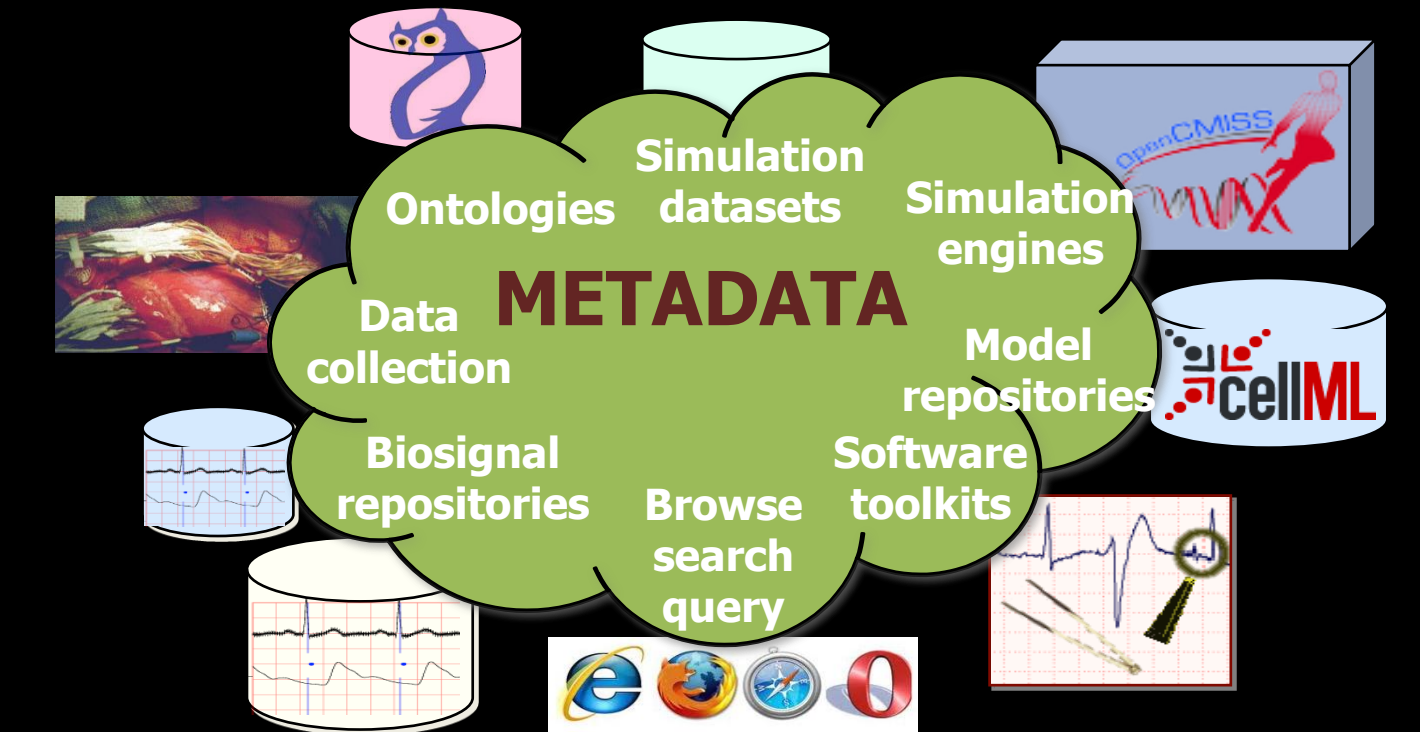 Simulation
datasets
Ontologies
Simulation
engines
OpenCMISS
METADATA
Data
collection
Model
repositories
cellML
Biosignal
repositories
Software
toolkits
Browse
search
query